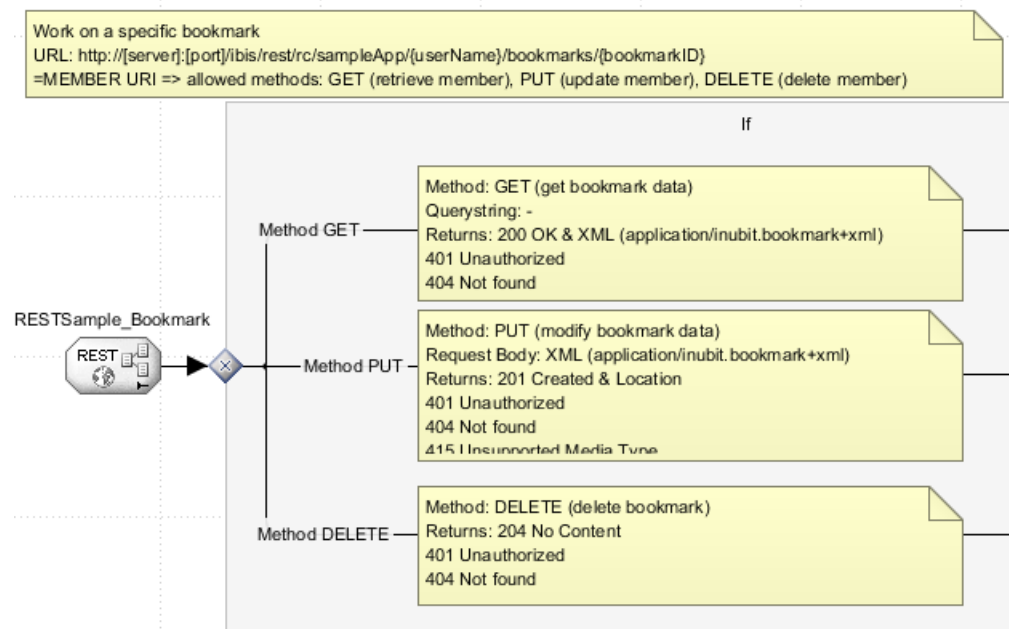 Work on a specific bookmark
URL: http://[server]:[port]/ibis/rest/rc/sampleApp/{userName}/bookmarks/{bookmarkID}
=MEMBER URI => allowed methods: GET (retrieve member), PUT (update member), DELETE (delete member)
If
Method: GET (get bookmark data)
Querystring: -
Method GET
Returns: 200 OK & XML (application/inubit.bookmark+xml)
401 Unauthorized
404 Not found
RESTSample_Bookmark
REST
Method: PUT (modify bookmark data)
Request Body: XML (application/inubit.bookmark+xml)
Method PUT
Returns: 201 Created & Location
401 Unauthorized
404 Not found
415 Unsupported Media Type
Method: DELETE (delete bookmark)
Method DELETE
Returns: 204 No Content
401 Unauthorized
404 Not found